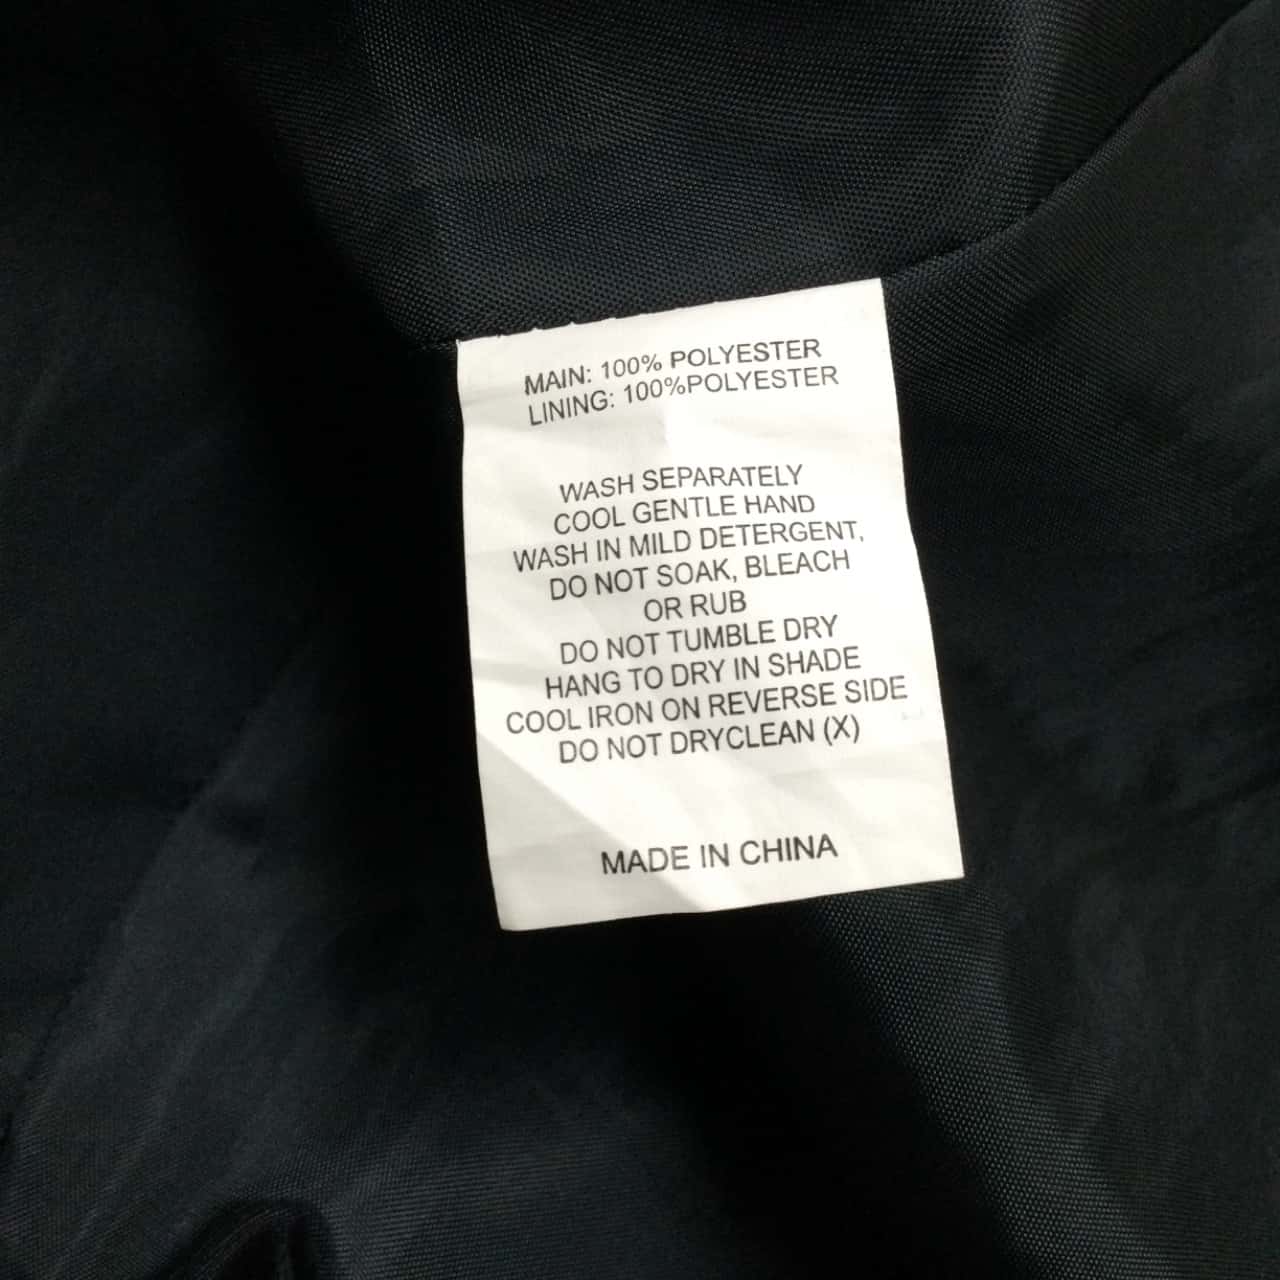 MAIN: 100% POLYESTER
LINING: 100%POLYESTER
WASH SEPARATELY
COOL GENTLE HAND
WASH IN MILD DETERGENT,
DO NOT SOAK, BLEACH
OR RUB
DO NOT TUMBLE DRY
HANG TO DRY IN SHADE
COOL IRON ON REVERSE SIDE
DO NOT DRYCLEAN (X)
MADE IN CHINA